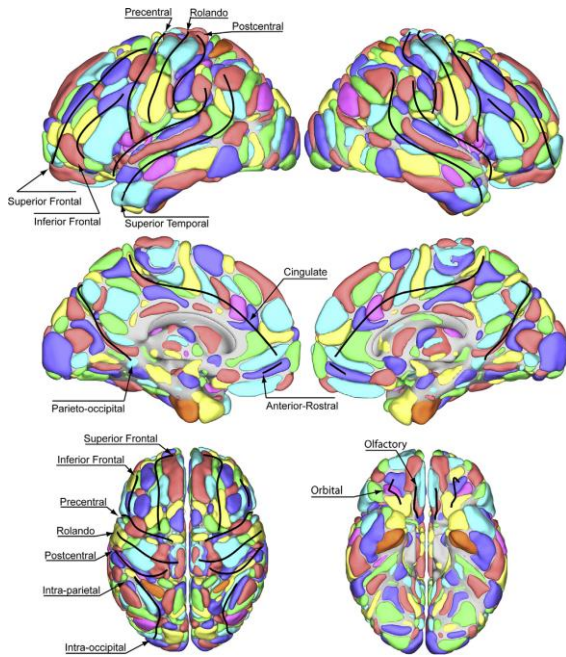 Precentral
Rolando
Postcentral
Superior Frontal
Inferior Frontal
Superior Temporal
Cingulate
Parieto-occipital
Anterior-Rostral
Superior Frontal
Inferior Frontal
Precentral
Rolando
Postcentral
Intra-parietal
Intra-occipital
Olfactory
Orbital